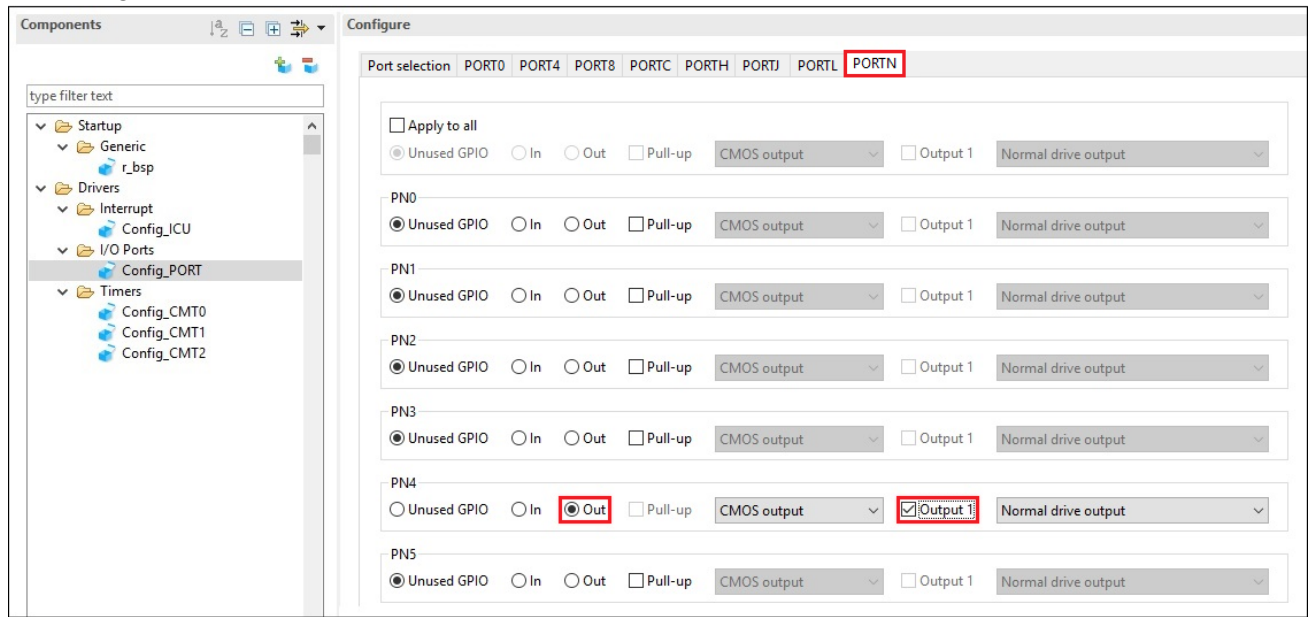 Components
Configure
type filter text
Startup
Generic
r_bsp
Drivers
Interrupt
Config_ICU
I/O Ports
Config_PORT
Timers
Config_CMT0
Config_CMT1
Config_CMT2
Port selection PORT0 PORT4 PORT8 PORTC PORTH PORTJ PORTL PORTN
Apply to all
Unused GPIO In Out Pull-up CMOS output Output 1 Normal drive output
PN0
Unused GPIO In Out Pull-up CMOS output Output 1 Normal drive output
PN1
Unused GPIO In Out Pull-up CMOS output Output 1 Normal drive output
PN2
Unused GPIO In Out Pull-up CMOS output Output 1 Normal drive output
PN3
Unused GPIO In Out Pull-up CMOS output Output 1 Normal drive output
PN4
Unused GPIO In Out Pull-up CMOS output Output 1 Normal drive output
PN5
Unused GPIO In Out Pull-up CMOS output Output 1 Normal drive output